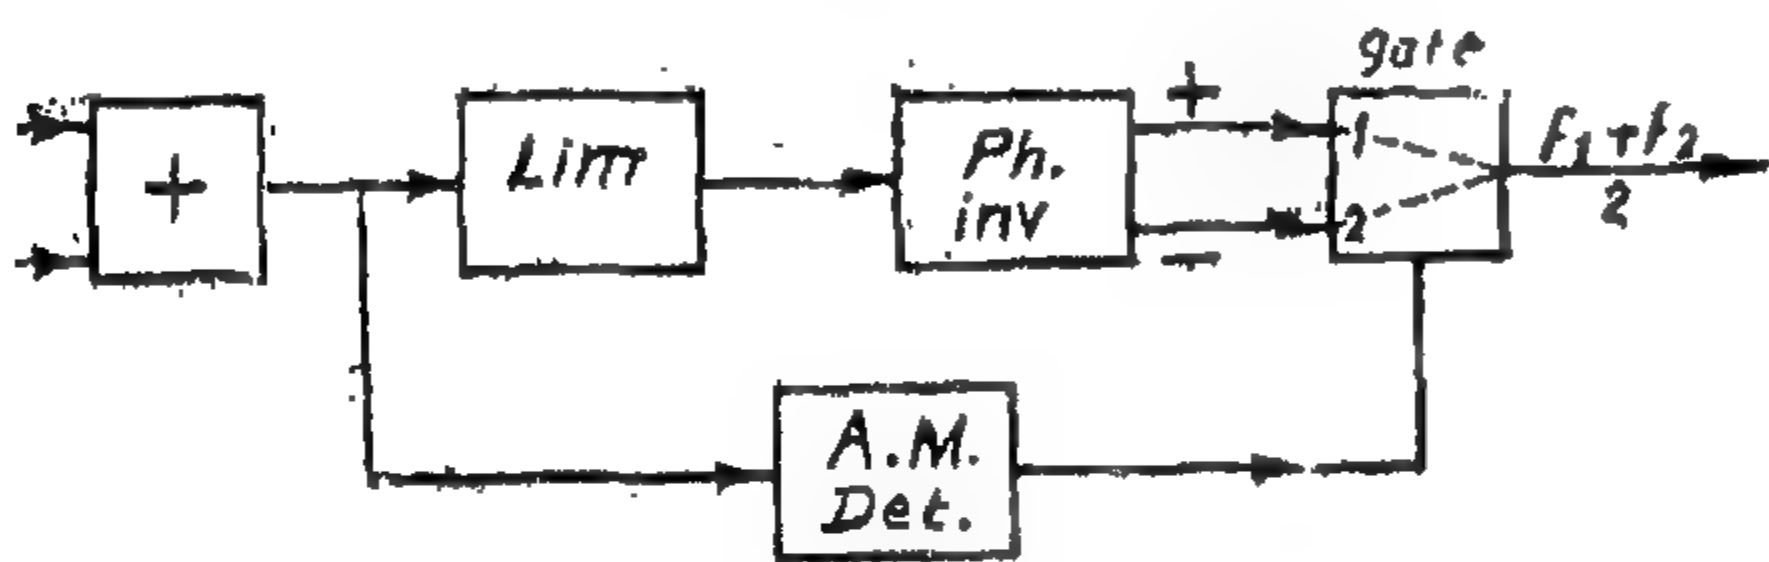 +
Lim
Ph.
inv
+
-
gate
1
2
f1 + f2
2
A.M.
Det.